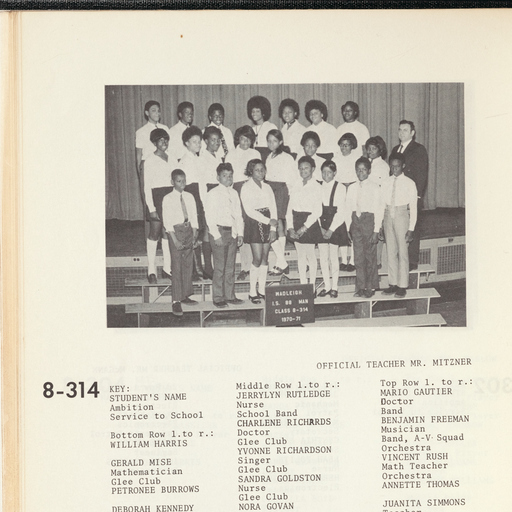 WADLEIGH
I.S. 88 MAN
CLASS 8-314
1970-71
OFFICIAL TEACHER MR. MITZNER
8-314
KEY:
STUDENT'S NAME
Ambition
Service to School
Bottom Row l.to r.:
WILLIAM HARRIS
GERALD MISE
Mathematician
Glee Club
PETRONEE BURROWS
DEBORAH KENNEDY
Middle Row l.to r.:
JERRYLYN RUTLEDGE
Nurse
School Band
CHARLENE RICHARDS
Doctor
Glee Club
YVONNE RICHARDSON
Singer
Glee Club
SANDRA GOLDSTON
Nurse
Glee Club
NORA GOVAN
Top Row l. to r.:
MARIO GAUTIER
Doctor
Band
BENJAMIN FREEMAN
Musician
Band, A-V Squad
Orchestra
VINCENT RUSH
Math Teacher
Orchestra
ANNETTE THOMAS
JUANITA SIMMONS
Teacher